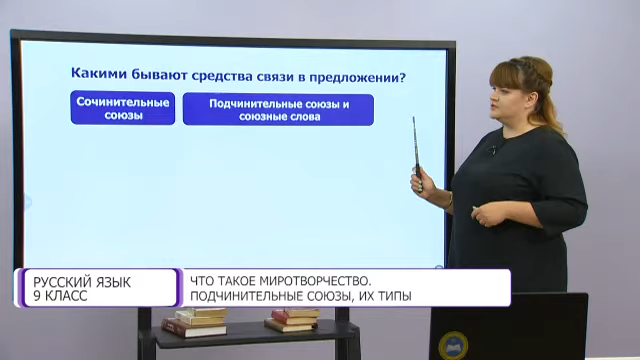 Какими бывают средства связи в предложении?
Сочинительные
союзы
Подчинительные союзы и
союзные слова
РУССКИЙ ЯЗЫК
9 КЛАСС
ЧТО ТАКОЕ МИРОТВОРЧЕСТВО.
ПОДЧИНИТЕЛЬНЫЕ СОЮЗЫ, ИХ ТИПЫ